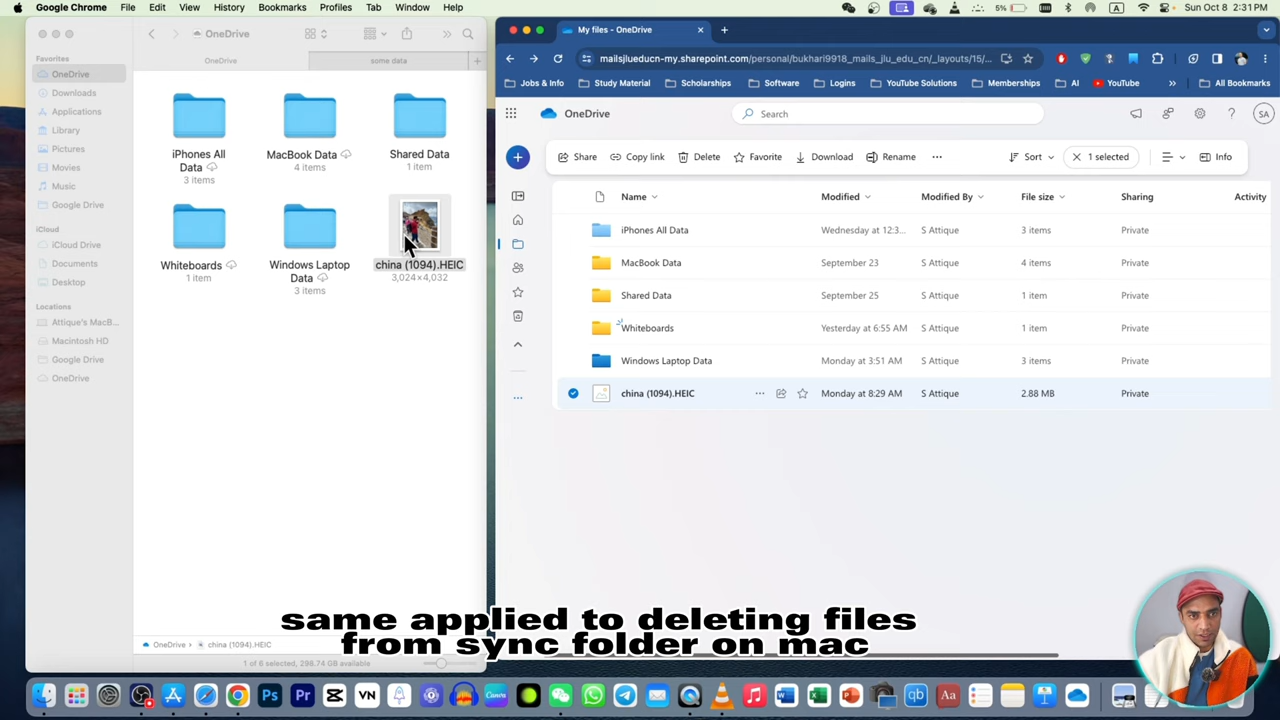 Google Chrome File Edit View History Bookmarks Profiles Tab Window Help
5% A Sun Oct 8 2:31 PM
OneDrive
OneDrive some data
Favorites
OneDrive
Downloads
Applications
Library
Pictures
Movies
Music
Google Drive
iCloud
iCloud Drive
Documents
Desktop
Locations
Attique's MacB...
Macintosh HD
Google Drive
OneDrive
iPhones All
Data
3 items
MacBook Data
4 items
Shared Data
1 item
Whiteboards
1 item
Windows Laptop
Data
3 items
china (1094).HEIC
3,024×4,032
OneDrive › china (1094).HEIC
1 of 6 selected, 298.74 GB available
My files - OneDrive
mailsjlueducn-my.sharepoint.com/personal/bukhari9918_mails_jlu_edu_cn/_layouts/15/...
Jobs & Info Study Material Scholarships YouTube Solutions Logins Memberships AI YouTube » All Bookmarks
OneDrive Search SA
Share Copy link Delete Favorite Download Rename ... Sort 1 selected Info
Name Modified Modified By File size Sharing Activity
iPhones All Data Wednesday at 12:3... S Attique 3 items Private
MacBook Data September 23 S Attique 4 items Private
Shared Data September 25 S Attique 1 item Private
Whiteboards Yesterday at 6:55 AM S Attique 1 item Private
Windows Laptop Data Monday at 3:51 AM S Attique 3 items Private
china (1094).HEIC Monday at 8:29 AM S Attique 2.88 MB Private
same applied to deleting files
from sync folder on mac
Ps Pr VN Canva W X P qb Aa